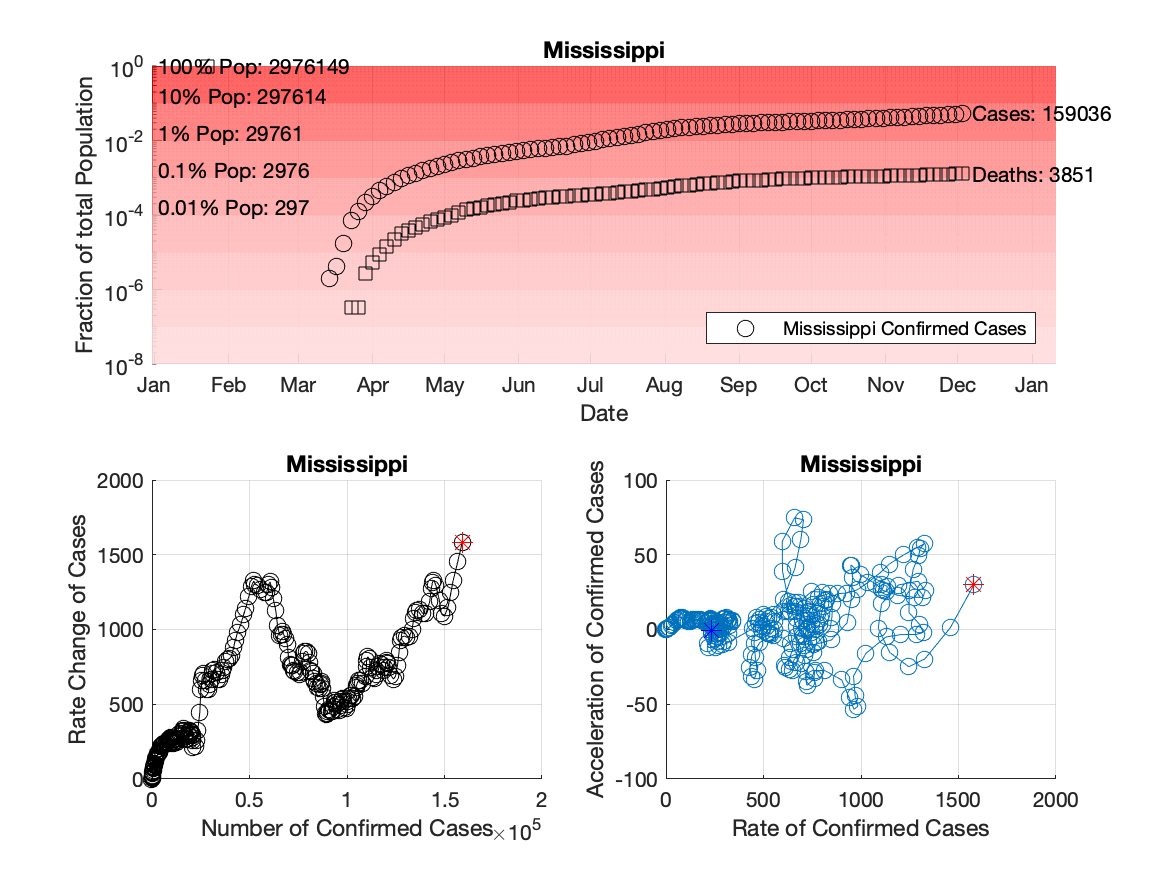 Mississippi
Fraction of total Population
10^0
10^-2
10^-4
10^-6
10^-8
100% Pop: 2976149
10% Pop: 297614
1% Pop: 29761
0.1% Pop: 2976
0.01% Pop: 297
Cases: 159036
Deaths: 3851
Mississippi Confirmed Cases
Jan Feb Mar Apr May Jun Jul Aug Sep Oct Nov Dec Jan
Date
Mississippi
Rate Change of Cases
2000
1500
1000
500
0
0 0.5 1 1.5 2
Number of Confirmed Cases
×10^5
Mississippi
Acceleration of Confirmed Cases
100
50
0
-50
-100
0 500 1000 1500 2000
Rate of Confirmed Cases